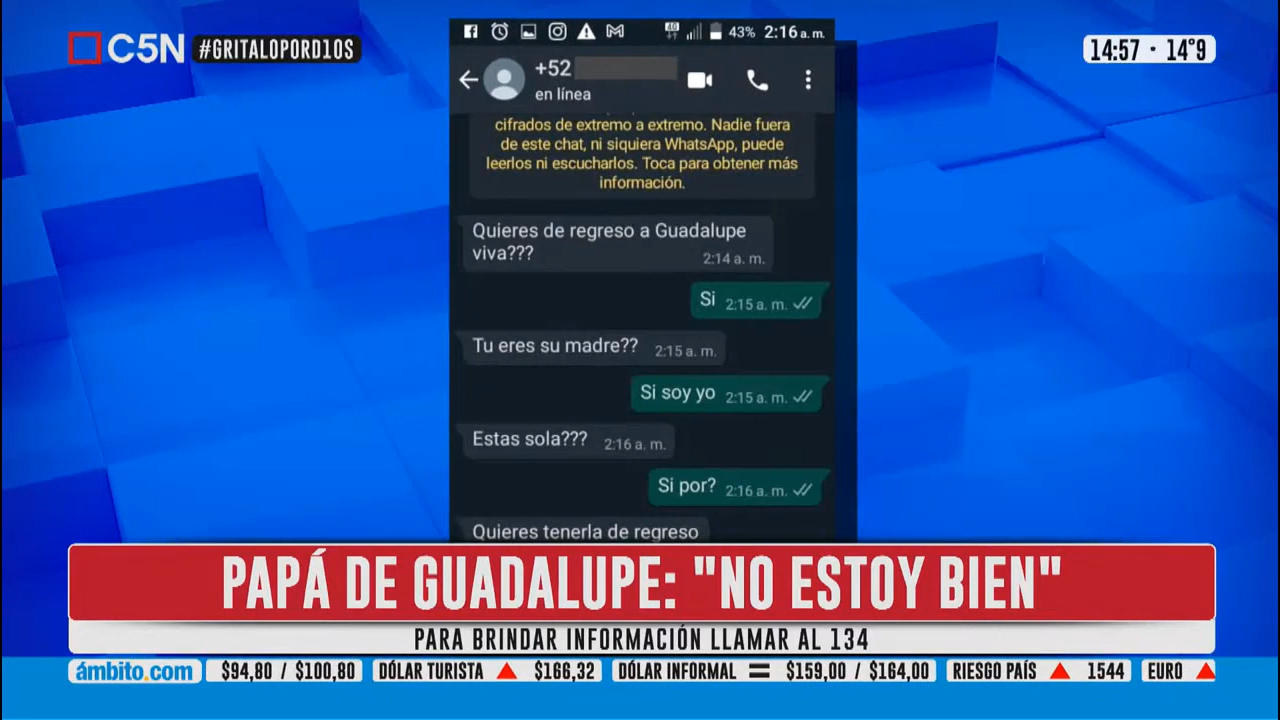 C5N #GRITALOPORD10S
14:57 · 14°9
4G 43% 2:16 a. m.
+52
en línea
cifrados de extremo a extremo. Nadie fuera
de este chat, ni siquiera WhatsApp, puede
leerlos ni escucharlos. Toca para obtener más
información.
Quieres de regreso a Guadalupe
viva???
2:14 a. m.
Si 2:15 a. m.
Tu eres su madre?? 2:15 a. m.
Si soy yo 2:15 a. m.
Estas sola??? 2:16 a. m.
Si por? 2:16 a. m.
Quieres tenerla de regreso
PAPÁ DE GUADALUPE: "NO ESTOY BIEN"
PARA BRINDAR INFORMACIÓN LLAMAR AL 134
ámbito.com $94,80 / $100,80 DÓLAR TURISTA $166,32 DÓLAR INFORMAL $159,00 / $164,00 RIESGO PAÍS 1544 EURO